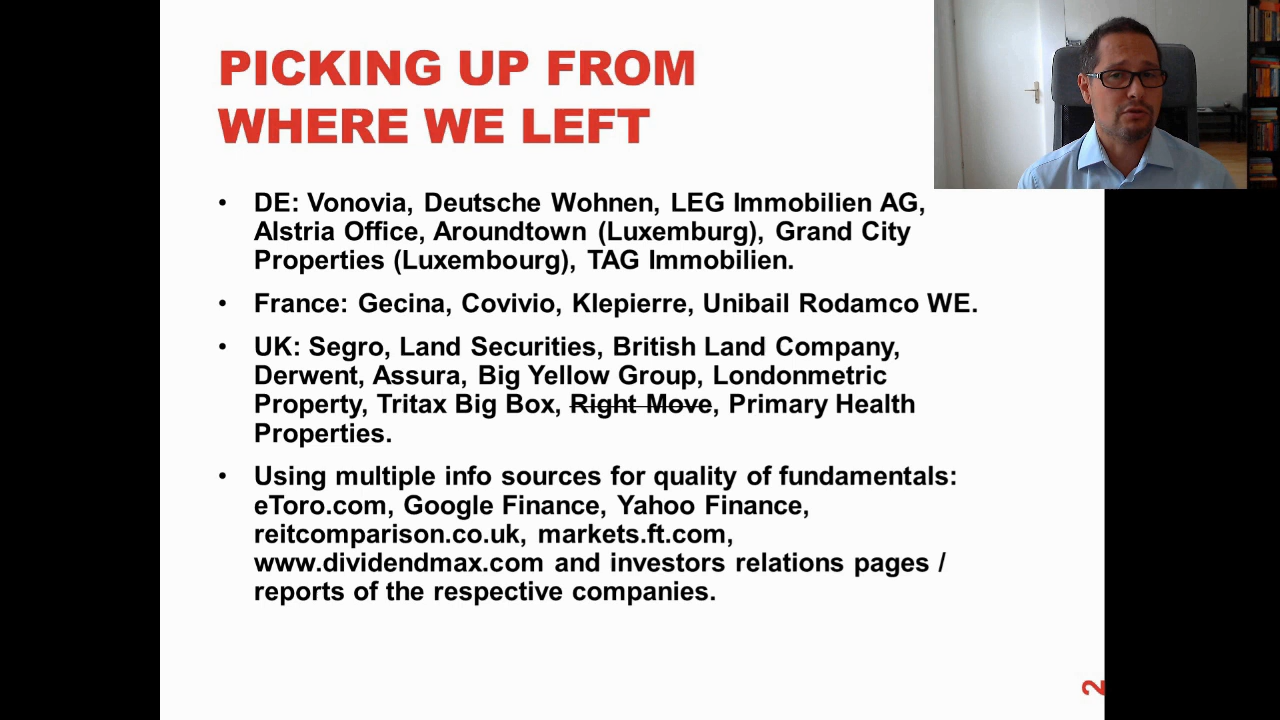 PICKING UP FROM
WHERE WE LEFT
• DE: Vonovia, Deutsche Wohnen, LEG Immobilien AG,
Alstria Office, Aroundtown (Luxemburg), Grand City
Properties (Luxembourg), TAG Immobilien.
• France: Gecina, Covivio, Klepierre, Unibail Rodamco WE.
• UK: Segro, Land Securities, British Land Company,
Derwent, Assura, Big Yellow Group, Londonmetric
Property, Tritax Big Box, Right Move, Primary Health
Properties.
• Using multiple info sources for quality of fundamentals:
eToro.com, Google Finance, Yahoo Finance,
reitcomparison.co.uk, markets.ft.com,
www.dividendmax.com and investors relations pages /
reports of the respective companies.
2